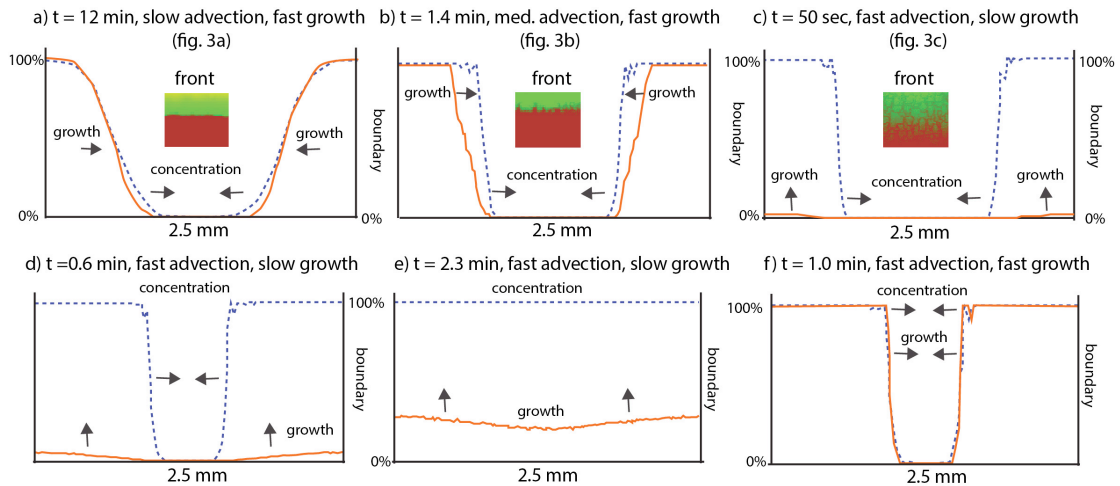 a) t = 12 min, slow advection, fast growth
(fig. 3a)
100%
front
growth
growth
concentration
boundary
0%
2.5 mm
b) t = 1.4 min, med. advection, fast growth
(fig. 3b)
front
growth
growth
concentration
0%
2.5 mm
c) t = 50 sec, fast advection, slow growth
(fig. 3c)
100%
100%
front
boundary
boundary
growth
growth
concentration
0%
0%
2.5 mm
d) t =0.6 min, fast advection, slow growth
concentration
boundary
growth
2.5 mm
e) t = 2.3 min, fast advection, slow growth
concentration
100%
boundary
growth
0%
2.5 mm
f) t = 1.0 min, fast advection, fast growth
concentration
100%
growth
boundary
0%
2.5 mm